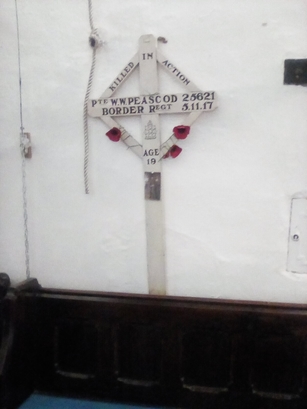 KILLED IN ACTION
PTE W.W.PEASCOD 25621
BORDER REGT 5.11.17
AGE
19